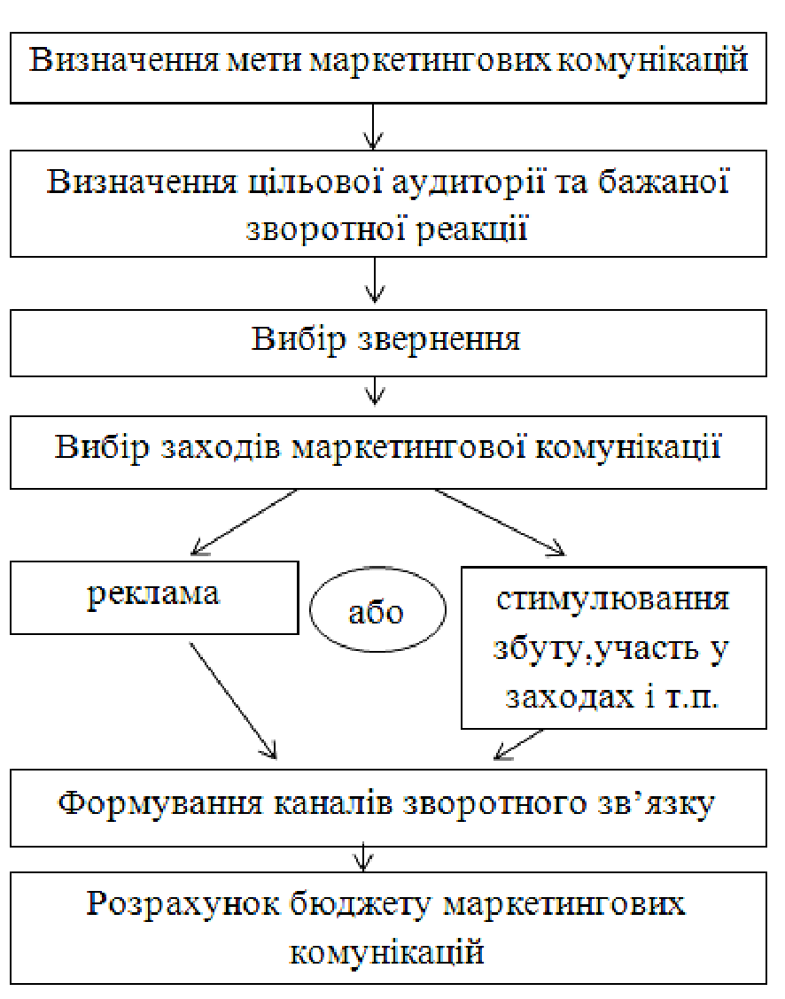 Визначення мети маркетингових комунікацій
Визначення цільової аудиторії та бажаної
зворотної реакції
Вибір звернення
Вибір заходів маркетингової комунікації
реклама
або
стимулювання
збуту,участь у
заходах і т.п.
Формування каналів зворотного зв’язку
Розрахунок бюджету маркетингових
комунікацій